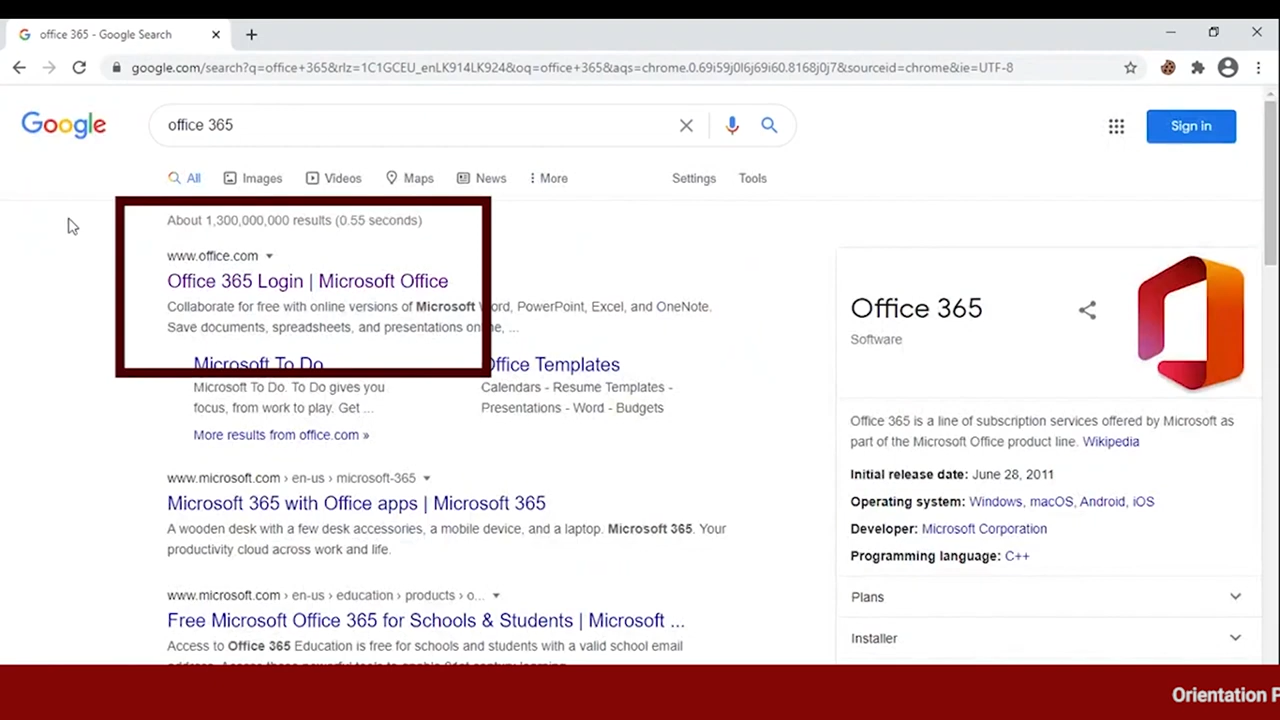 office 365 - Google Search
google.com/search?q=office+365&rlz=1C1GCEU_enLK914LK924&oq=office+365&aqs=chrome.0.69i59j0l6j69i60.8168j0j7&sourceid=chrome&ie=UTF-8
Google
office 365
Sign in
All Images Videos Maps News More Settings Tools
About 1,300,000,000 results (0.55 seconds)
www.office.com
Office 365 Login | Microsoft Office
Collaborate for free with online versions of Microsoft Word, PowerPoint, Excel, and OneNote.
Save documents, spreadsheets, and presentations online, ...
Microsoft To Do
Microsoft To Do. To Do gives you
focus, from work to play. Get ...
Office Templates
Calendars - Resume Templates -
Presentations - Word - Budgets
More results from office.com »
www.microsoft.com › en-us › microsoft-365
Microsoft 365 with Office apps | Microsoft 365
A wooden desk with a few desk accessories, a mobile device, and a laptop. Microsoft 365. Your
productivity cloud across work and life.
www.microsoft.com › en-us › education › products › o...
Free Microsoft Office 365 for Schools & Students | Microsoft ...
Access to Office 365 Education is free for schools and students with a valid school email
Office 365
Software
Office 365 is a line of subscription services offered by Microsoft as
part of the Microsoft Office product line. Wikipedia
Initial release date: June 28, 2011
Operating system: Windows, macOS, Android, iOS
Developer: Microsoft Corporation
Programming language: C++
Plans
Installer
Orientation P